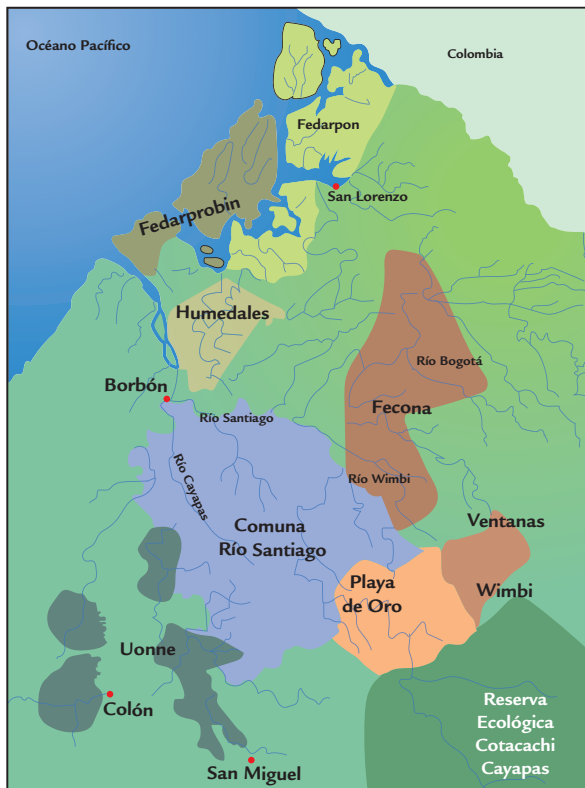 Océano Pacífico
Colombia
Fedarpon
San Lorenzo
Fedarprobin
Humedales
Río Bogotá
Borbón
Fecona
Río Santiago
Río Cayapas
Río Wimbi
Ventanas
Comuna
Río Santiago
Playa
de Oro
Wimbi
Uonne
Colón
Reserva
Ecológica
Cotacachi
Cayapas
San Miguel